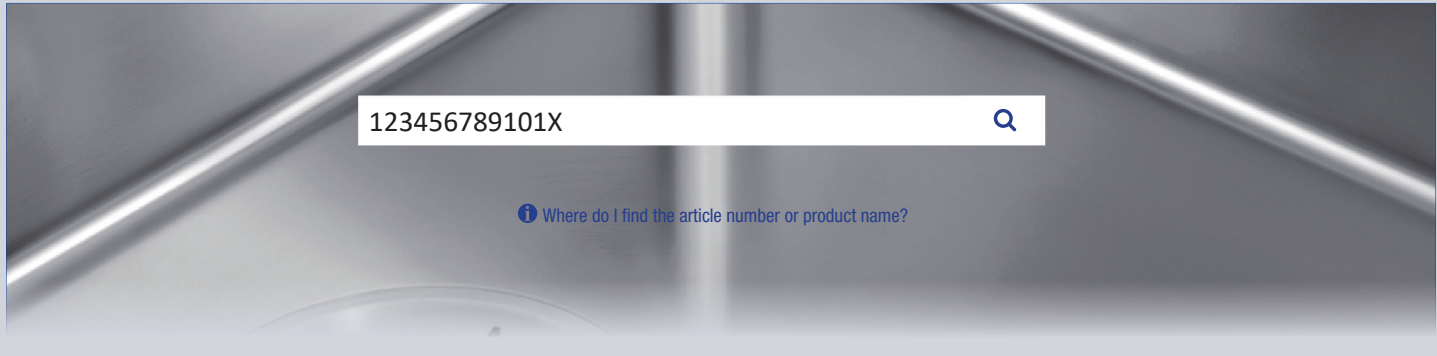 123456789101X
Where do I find the article number or product name?